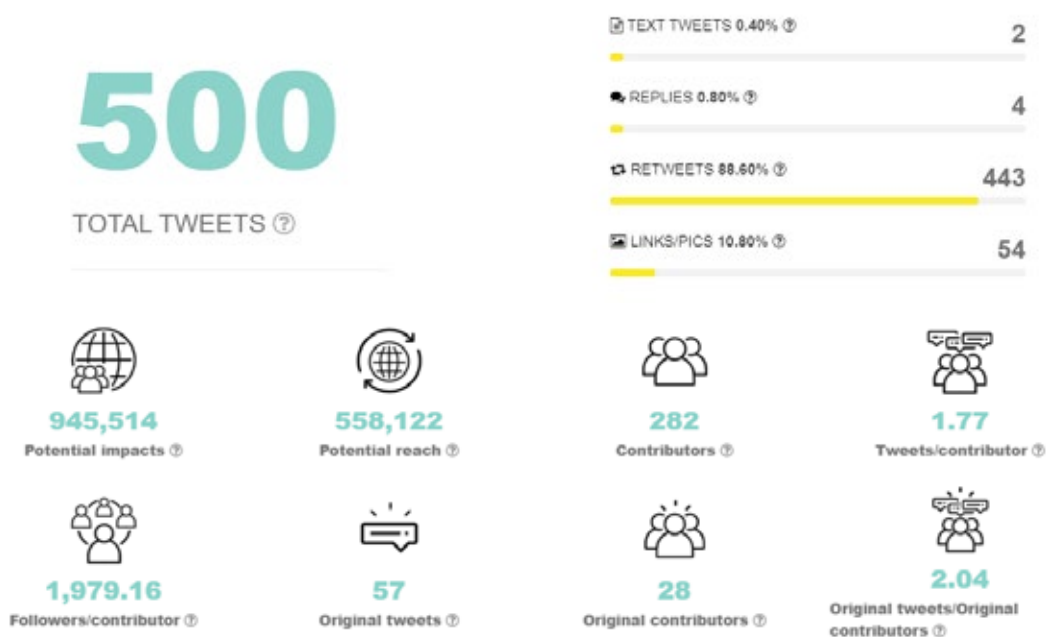 500
TOTAL TWEETS
TEXT TWEETS 0.40%
2
REPLIES 0.80%
4
RETWEETS 88.60%
443
LINKS/PICS 10.80%
54
945,514
Potential impacts
558,122
Potential reach
282
Contributors
1.77
Tweets/contributor
1,979.16
Followers/contributor
57
Original tweets
28
Original contributors
2.04
Original tweets/Original
contributors